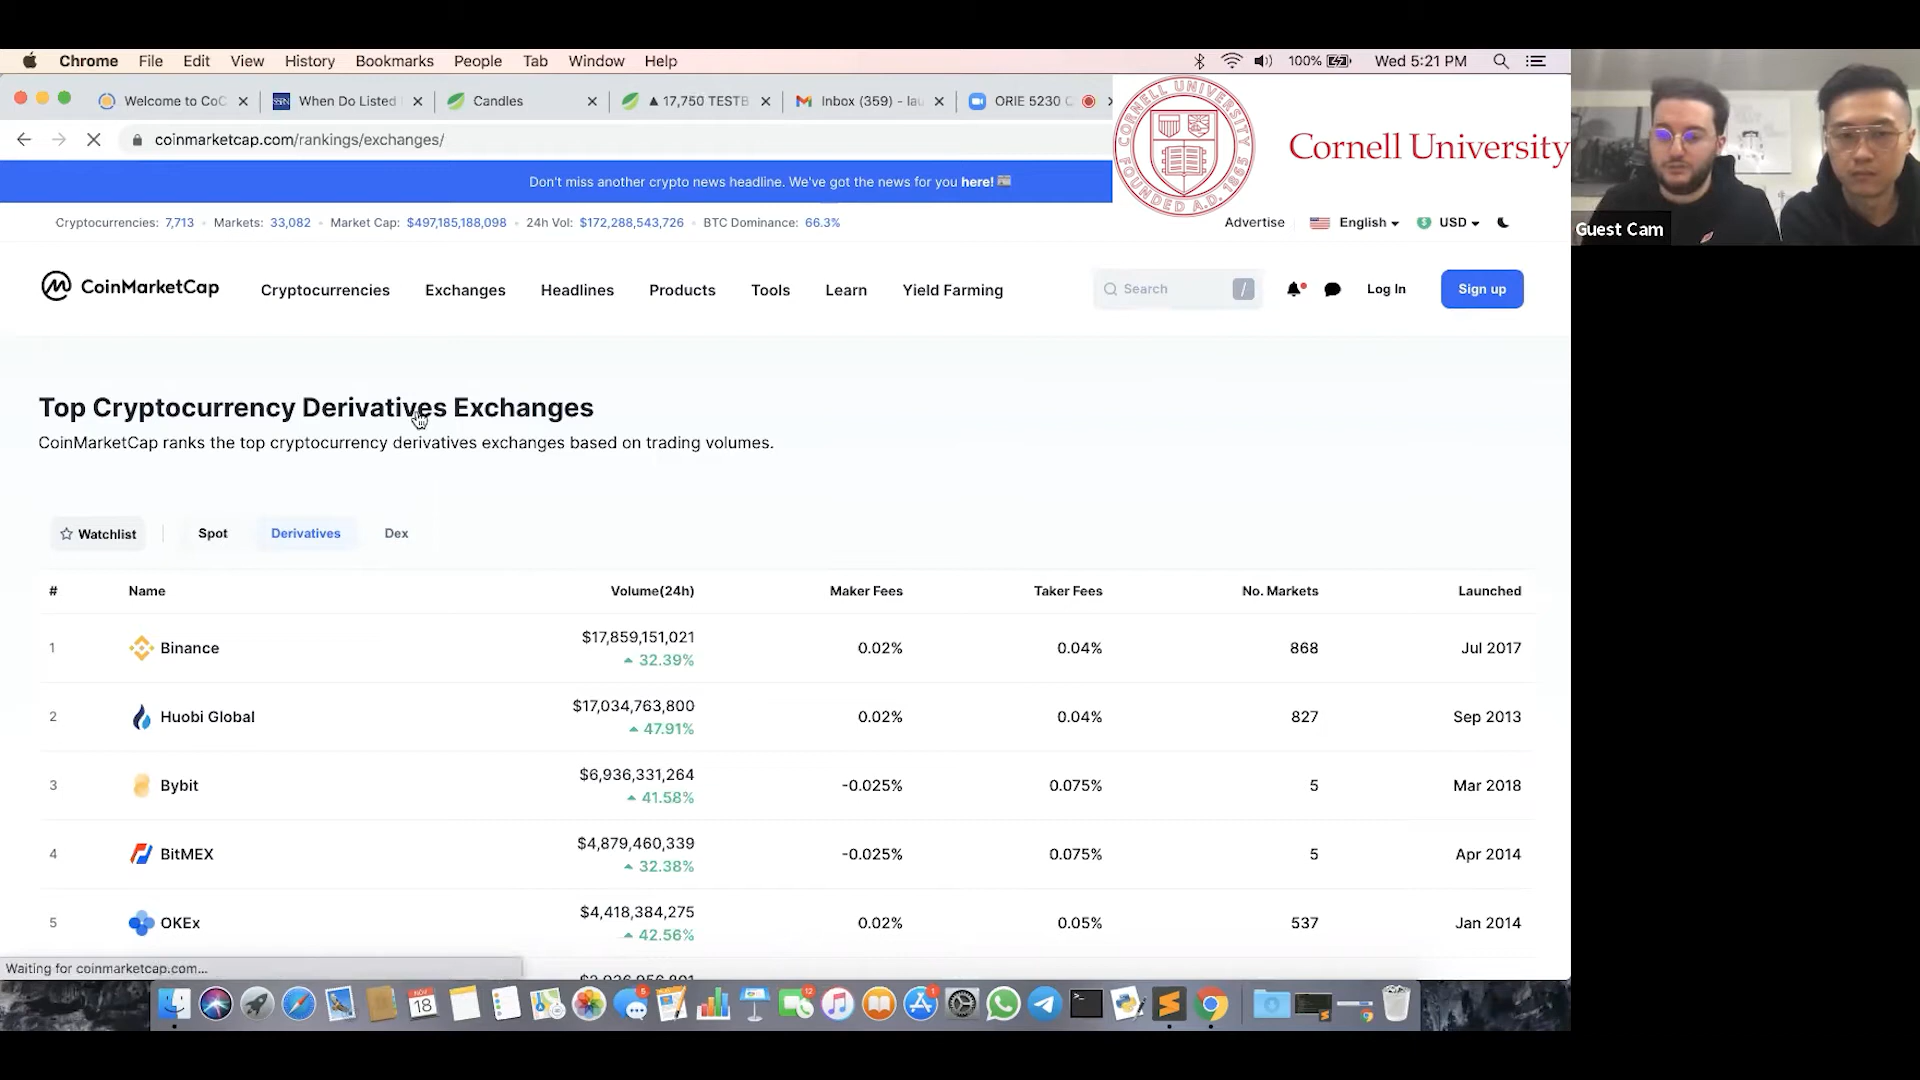 Chrome File Edit View History Bookmarks People Tab Window Help 100% Wed 5:21 PM
Welcome to CoC When Do Listed Candles ▲ 17,750 TESTB Inbox (359) - lau ORIE 5230 C
coinmarketcap.com/rankings/exchanges/
CORNELL UNIVERSITY FOUNDED A.D. 1865
Cornell University
Don't miss another crypto news headline. We've got the news for you here!
Cryptocurrencies: 7,713 • Markets: 33,082 • Market Cap: $497,185,188,098 • 24h Vol: $172,288,543,726 • BTC Dominance: 66.3% Advertise English USD
Guest Cam
CoinMarketCap Cryptocurrencies Exchanges Headlines Products Tools Learn Yield Farming Search / Log In Sign up
Top Cryptocurrency Derivatives Exchanges
CoinMarketCap ranks the top cryptocurrency derivatives exchanges based on trading volumes.
Watchlist Spot Derivatives Dex
# Name Volume(24h) Maker Fees Taker Fees No. Markets Launched
1 Binance $17,859,151,021 0.02% 0.04% 868 Jul 2017
32.39%
2 Huobi Global $17,034,763,800 0.02% 0.04% 827 Sep 2013
47.91%
3 Bybit $6,936,331,264 -0.025% 0.075% 5 Mar 2018
41.58%
4 BitMEX $4,879,460,339 -0.025% 0.075% 5 Apr 2014
32.38%
5 OKEx $4,418,384,275 0.02% 0.05% 537 Jan 2014
42.56%
Waiting for coinmarketcap.com...
NOV
18
5
12
1